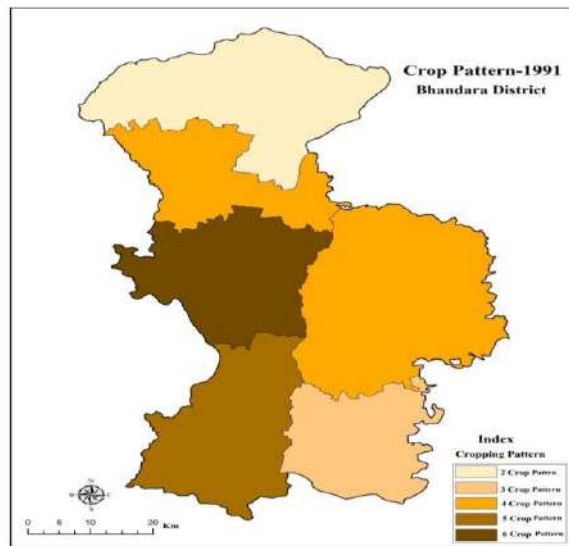 Crop Pattern-1991
Bhandara District
Index
Cropping Pattern
2 Crop Pattrn
3 Crop Pattern
4 Crop Pattern
5 Crop Pattern
6 Crop Pattern
N
W E
S
0 5 10 20 Km